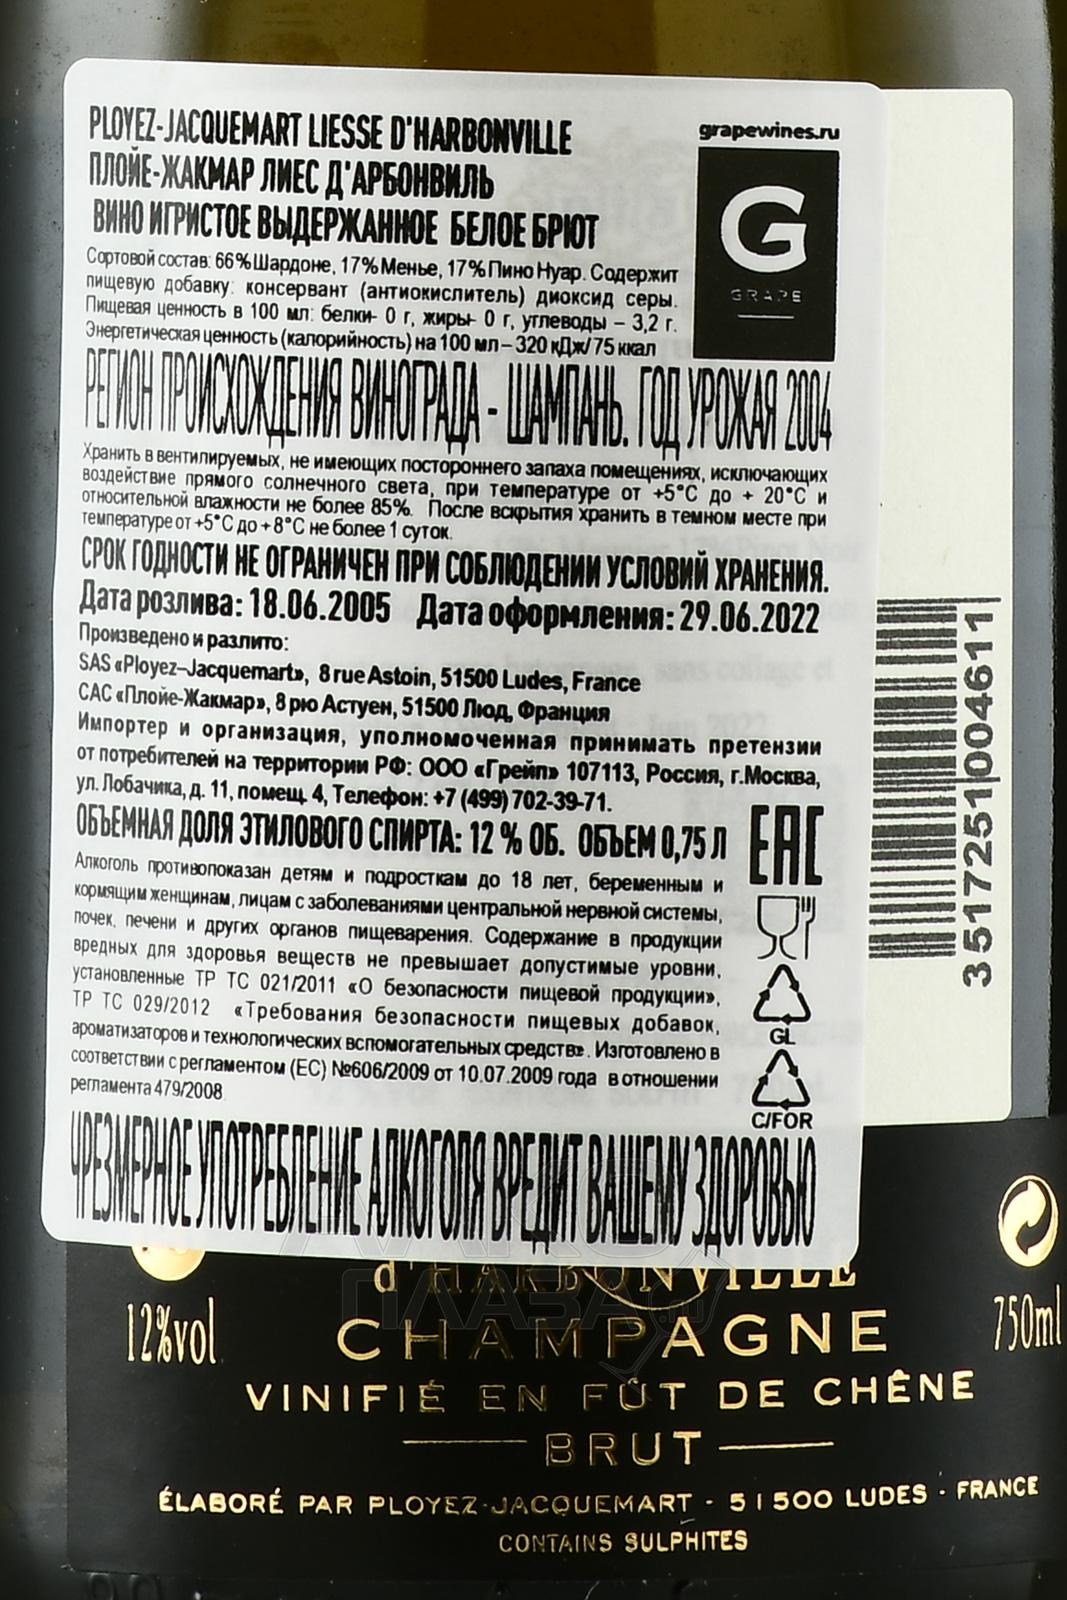 PLOYEZ-JACQUEMART LIESSE D'HARBONVILLE
ПЛОЙЕ-ЖАКМАР ЛИЕС Д'АРБОНВИЛЬ
ВИНО ИГРИСТОЕ ВЫДЕРЖАННОЕ БЕЛОЕ БРЮТ
grapewines.ru
G
GRAPE
Сортовой состав: 66% Шардоне, 17% Менье, 17% Пино Нуар. Содержит
пищевую добавку: консервант (антиокислитель) диоксид серы.
Пищевая ценность в 100 мл: белки- 0 г, жиры- 0 г, углеводы – 3,2 г.
Энергетическая ценность (калорийность) на 100 мл – 320 кДж/ 75 ккал
РЕГИОН ПРОИСХОЖДЕНИЯ ВИНОГРАДА - ШАМПАНЬ. ГОД УРОЖАЯ 2004
Хранить в вентилируемых, не имеющих постороннего запаха помещениях, исключающих
воздействие прямого солнечного света, при температуре от +5°С до + 20°С и
относительной влажности не более 85%. После вскрытия хранить в темном месте при
температуре от +5°С до +8°С не более 1 суток.
СРОК ГОДНОСТИ НЕ ОГРАНИЧЕН ПРИ СОБЛЮДЕНИИ УСЛОВИЙ ХРАНЕНИЯ.
Дата розлива: 18.06.2005 Дата оформления: 29.06.2022
Произведено и разлито:
SAS «Ployez–Jacquemart», 8 rue Astoin, 51500 Ludes, France
САС «Плойе-Жакмар», 8 рю Астуен, 51500 Люд, Франция
Импортер и организация, уполномоченная принимать претензии
от потребителей на территории РФ: ООО «Грейп» 107113, Россия, г.Москва,
ул. Лобачика, д. 11, помещ. 4, Телефон: +7 (499) 702-39-71.
ОБЪЕМНАЯ ДОЛЯ ЭТИЛОВОГО СПИРТА: 12 % ОБ. ОБЪЕМ 0,75 Л
EAC
Алкоголь противопоказан детям и подросткам до 18 лет, беременным и
кормящим женщинам, лицам с заболеваниями центральной нервной системы,
почек, печени и других органов пищеварения. Содержание в продукции
вредных для здоровья веществ не превышает допустимые уровни,
установленные ТР ТС 021/2011 «О безопасности пищевой продукции»,
ТР ТС 029/2012 «Требования безопасности пищевых добавок,
ароматизаторов и технологических вспомогательных средств». Изготовлено в
соответствии с регламентом (ЕС) №606/2009 от 10.07.2009 года в отношении
регламента 479/2008
GL
C/FOR
ЧРЕЗМЕРНОЕ УПОТРЕБЛЕНИЕ АЛКОГОЛЯ ВРЕДИТ ВАШЕМУ ЗДОРОВЬЮ
3517251004611
d'HARBONVILLE
12%vol
750ml
CHAMPAGNE
VINIFIÉ EN FÛT DE CHÊNE
BRUT
ÉLABORÉ PAR PLOYEZ-JACQUEMART - 51500 LUDES - FRANCE
CONTAINS SULPHITES